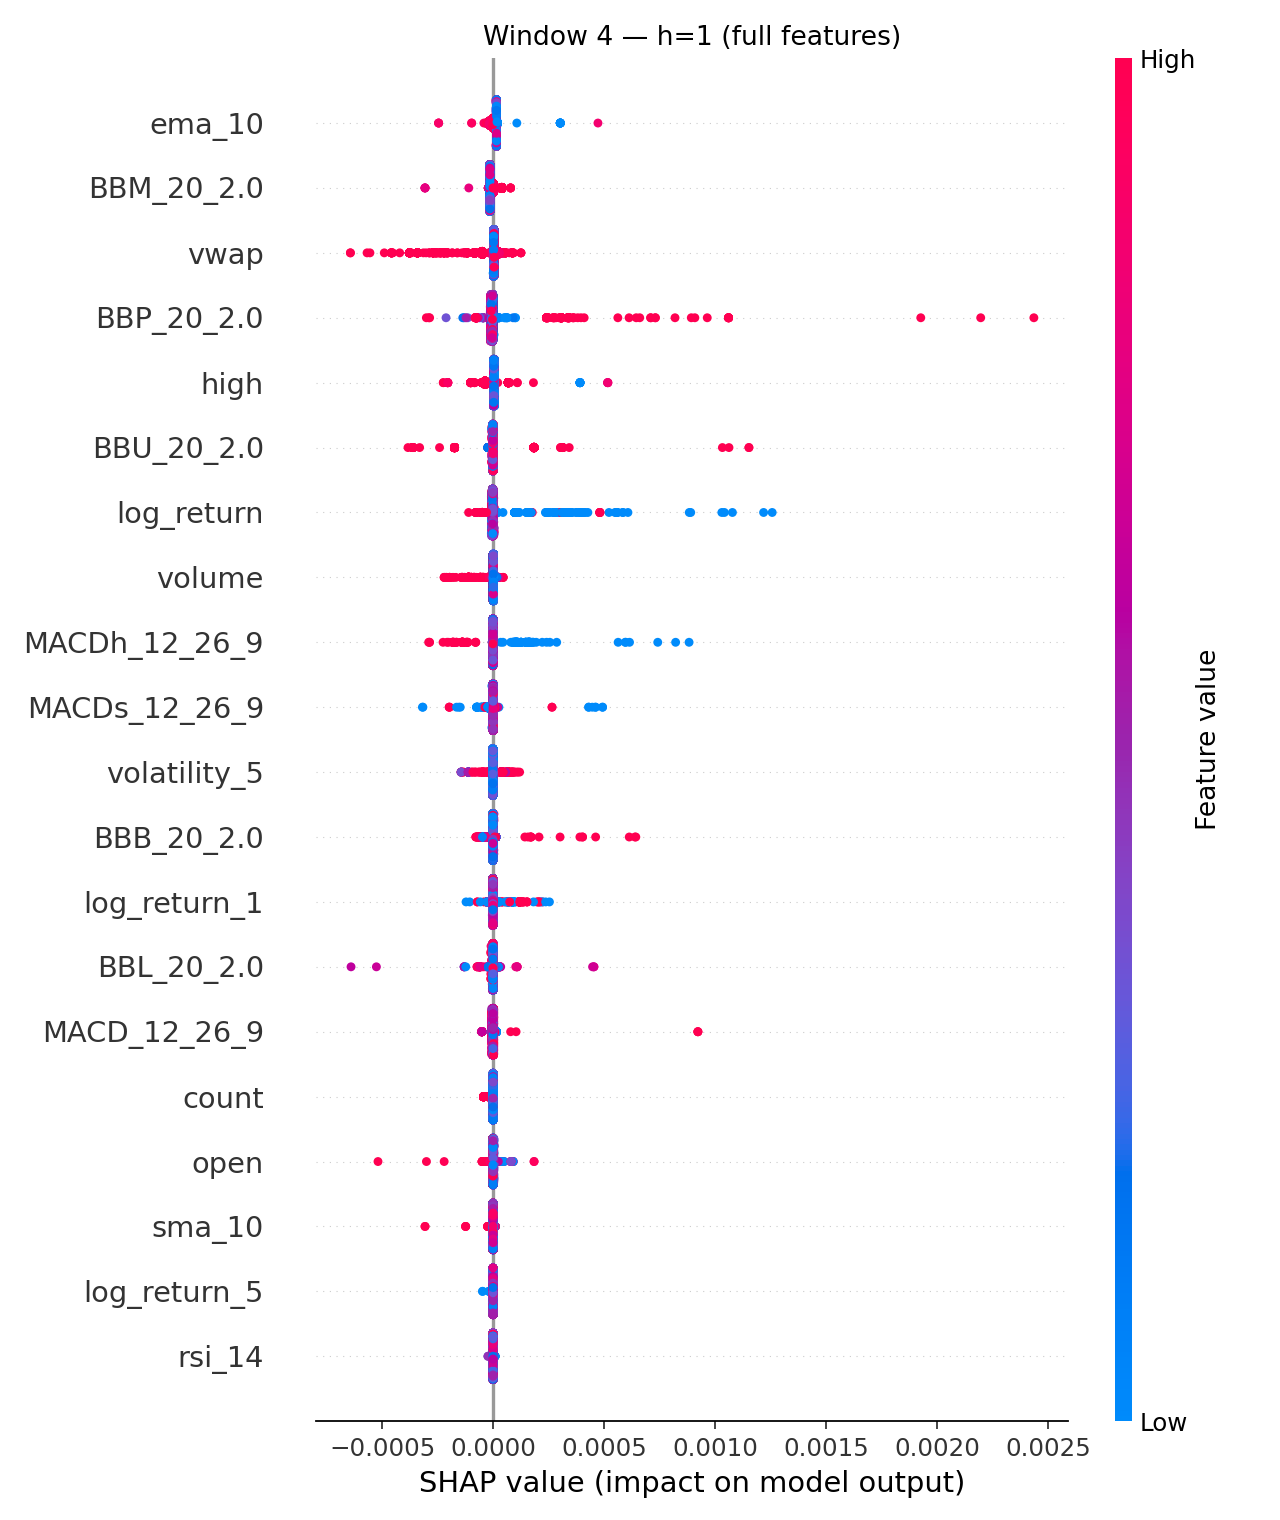 Window 4 — h=1 (full features)
High
ema_10
BBM_20_2.0
vwap
BBP_20_2.0
high
BBU_20_2.0
log_return
volume
MACDh_12_26_9
MACDs_12_26_9
volatility_5
BBB_20_2.0
log_return_1
BBL_20_2.0
MACD_12_26_9
count
open
sma_10
log_return_5
rsi_14
Feature value
Low
−0.0005 0.0000 0.0005 0.0010 0.0015 0.0020 0.0025
SHAP value (impact on model output)